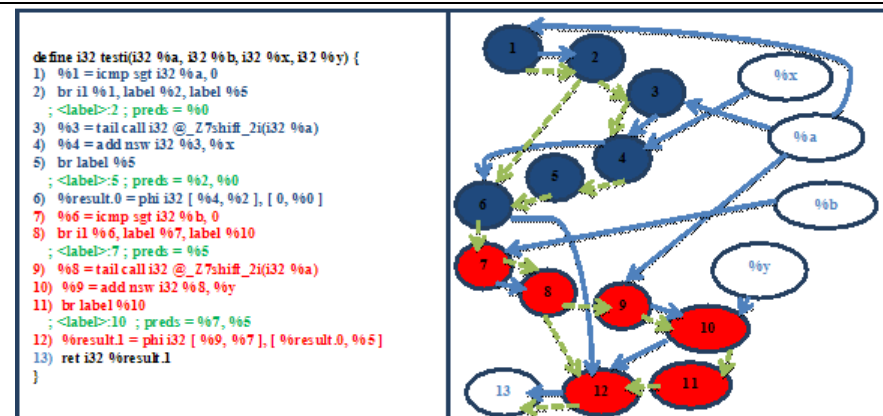 define i32 testi(i32 %a, i32 %b, i32 %x, i32 %y) {
1) %1 = icmp sgt i32 %a, 0
2) br i1 %1, label %2, label %5
; <label>:2 ; preds = %0
3) %3 = tail call i32 @_Z7shift_2i(i32 %a)
4) %4 = add nsw i32 %3, %x
5) br label %5
; <label>:5 ; preds = %2, %0
6) %result.0 = phi i32 [ %4, %2 ], [ 0, %0 ]
7) %6 = icmp sgt i32 %b, 0
8) br i1 %6, label %7, label %10
; <label>:7 ; preds = %5
9) %8 = tail call i32 @_Z7shift_2i(i32 %a)
10) %9 = add nsw i32 %8, %y
11) br label %10
; <label>:10 ; preds = %7, %5
12) %result.1 = phi i32 [ %9, %7 ], [ %result.0, %5 ]
13) ret i32 %result.1
}
1
2
%x
3
%a
4
5
%b
6
7
%y
8
9
10
11
13
12